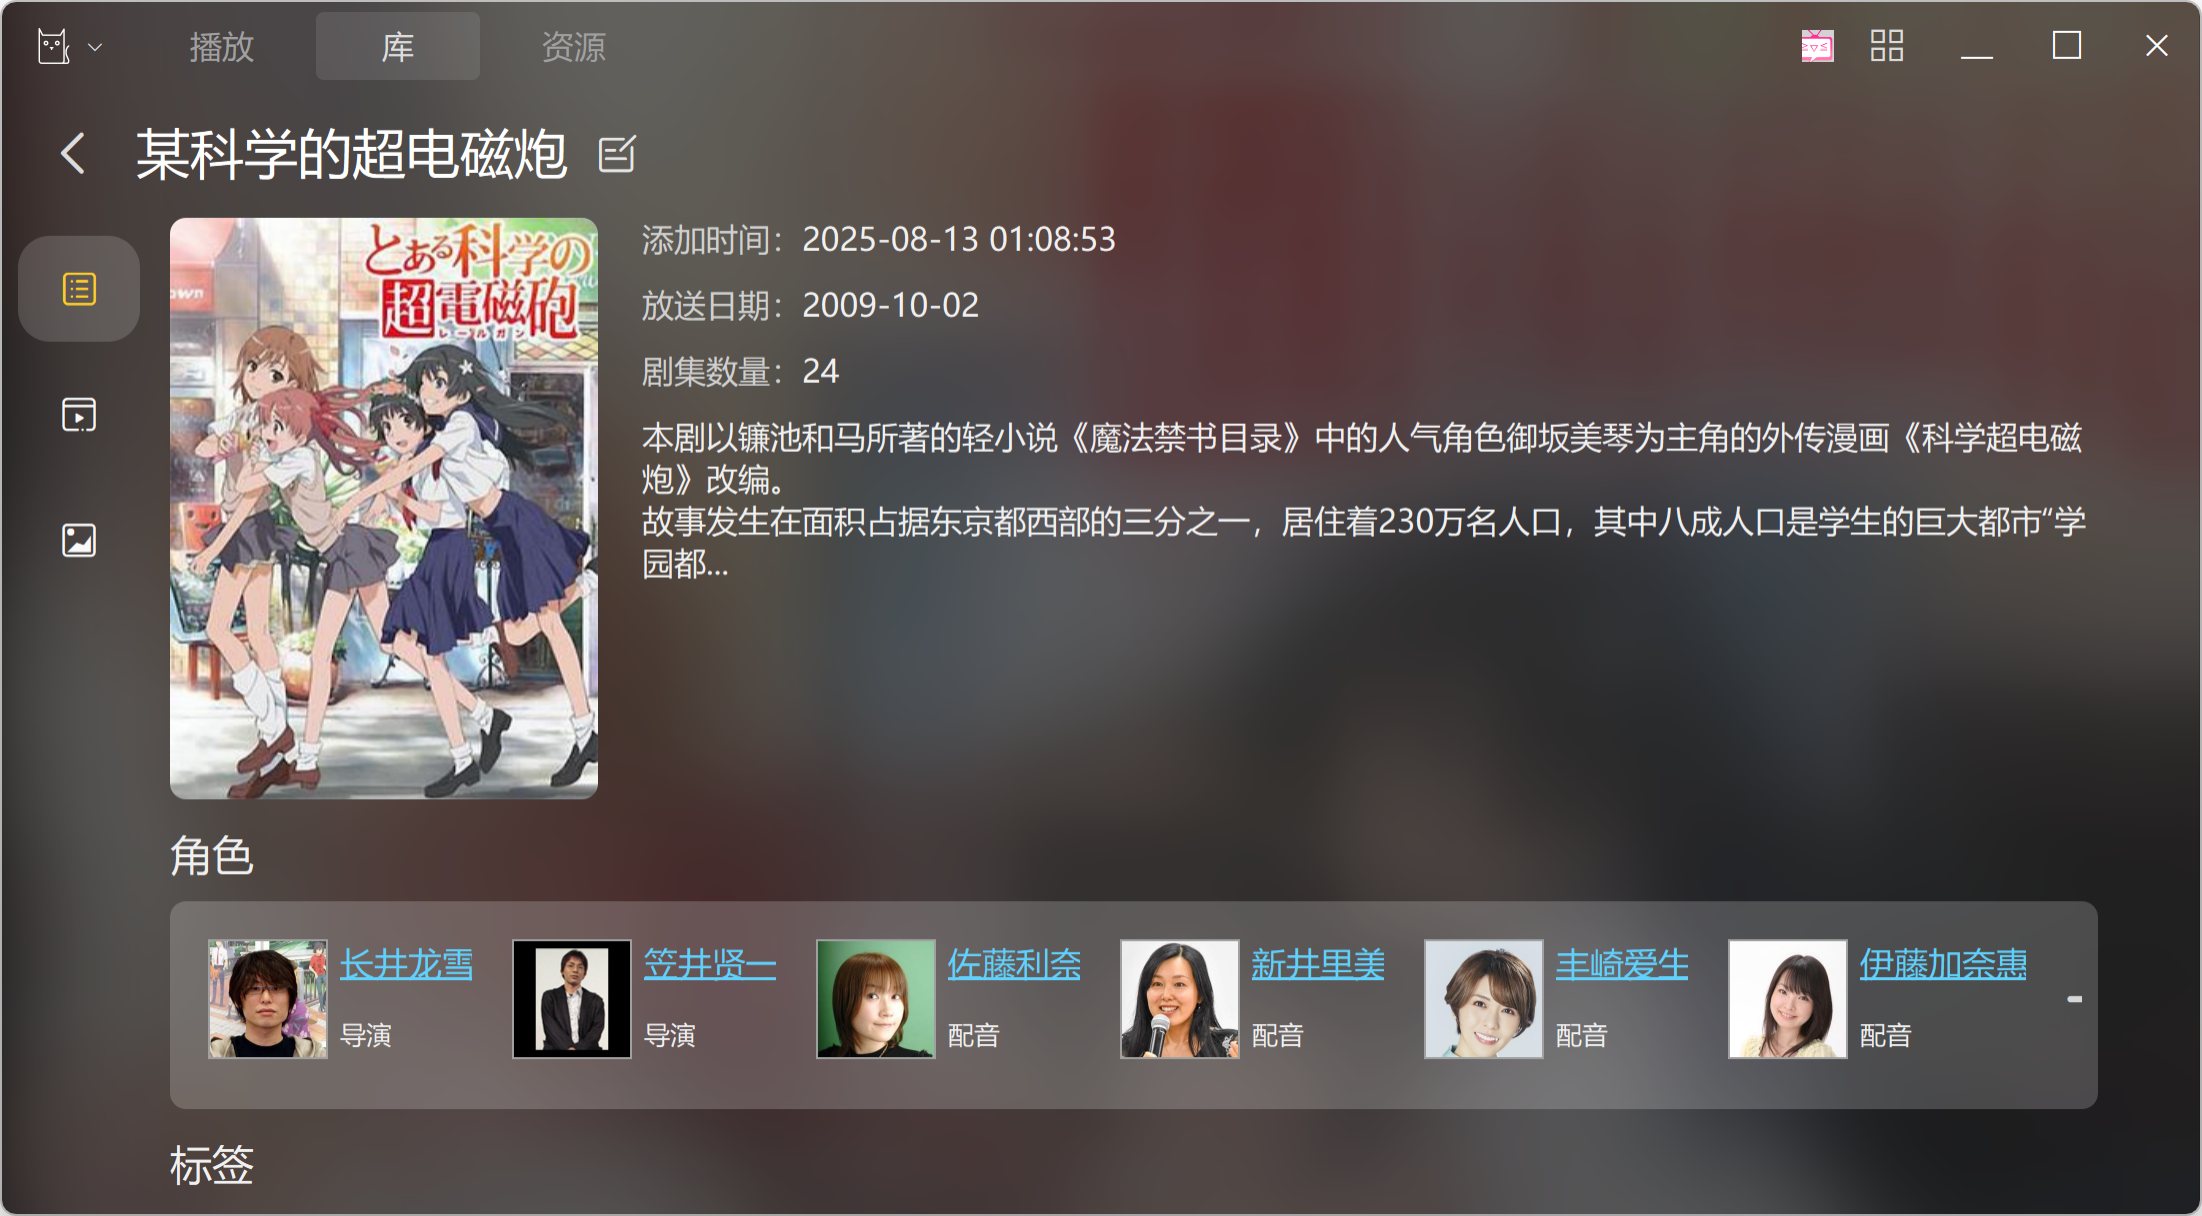 播放
库
资源
某科学的超电磁炮
とある科学の
超電磁砲
レールガン
own
添加时间：2025-08-13 01:08:53
放送日期：2009-10-02
剧集数量：24
本剧以镰池和马所著的轻小说《魔法禁书目录》中的人气角色御坂美琴为主角的外传漫画《科学超电磁
炮》改编。
故事发生在面积占据东京都西部的三分之一，居住着230万名人口，其中八成人口是学生的巨大都市“学
园都...
角色
长井龙雪
导演
笠井贤一
导演
佐藤利奈
配音
新井里美
配音
丰崎爱生
配音
伊藤加奈惠
配音
标签